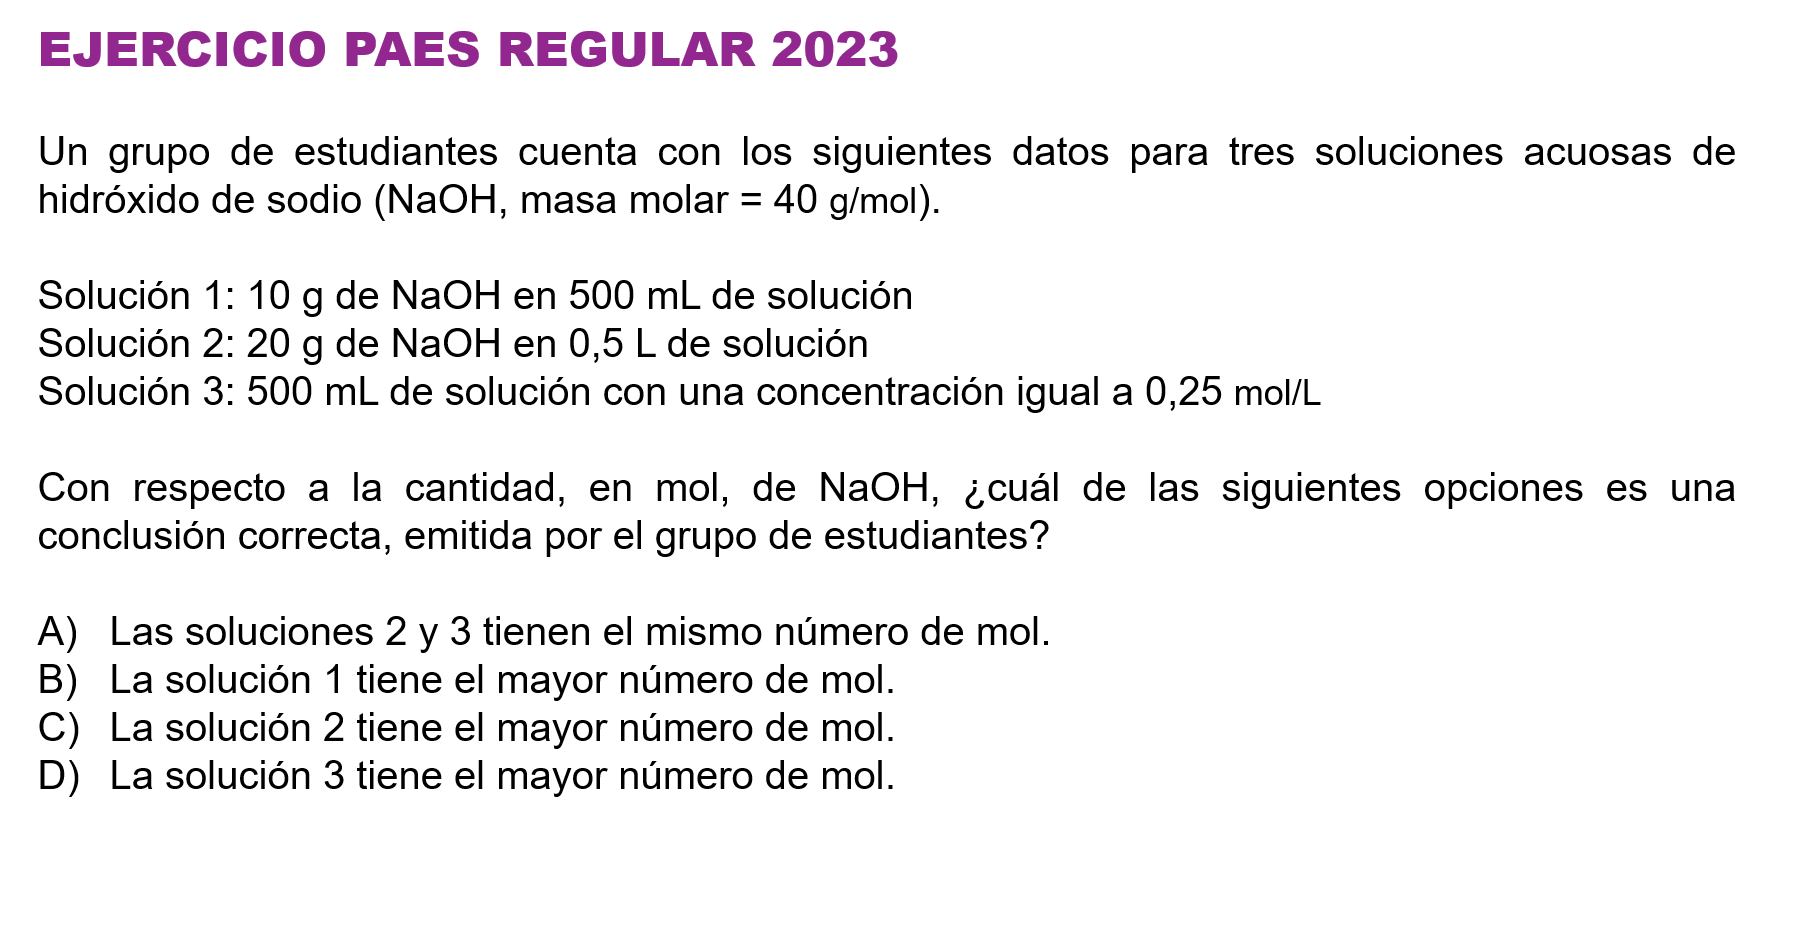 EJERCICIO PAES REGULAR 2023
Un grupo de estudiantes cuenta con los siguientes datos para tres soluciones acuosas de
hidróxido de sodio (NaOH, masa molar = 40 g/mol).
Solución 1: 10 g de NaOH en 500 mL de solución
Solución 2: 20 g de NaOH en 0,5 L de solución
Solución 3: 500 mL de solución con una concentración igual a 0,25 mol/L
Con respecto a la cantidad, en mol, de NaOH, ¿cuál de las siguientes opciones es una
conclusión correcta, emitida por el grupo de estudiantes?
A) Las soluciones 2 y 3 tienen el mismo número de mol.
B) La solución 1 tiene el mayor número de mol.
C) La solución 2 tiene el mayor número de mol.
D) La solución 3 tiene el mayor número de mol.